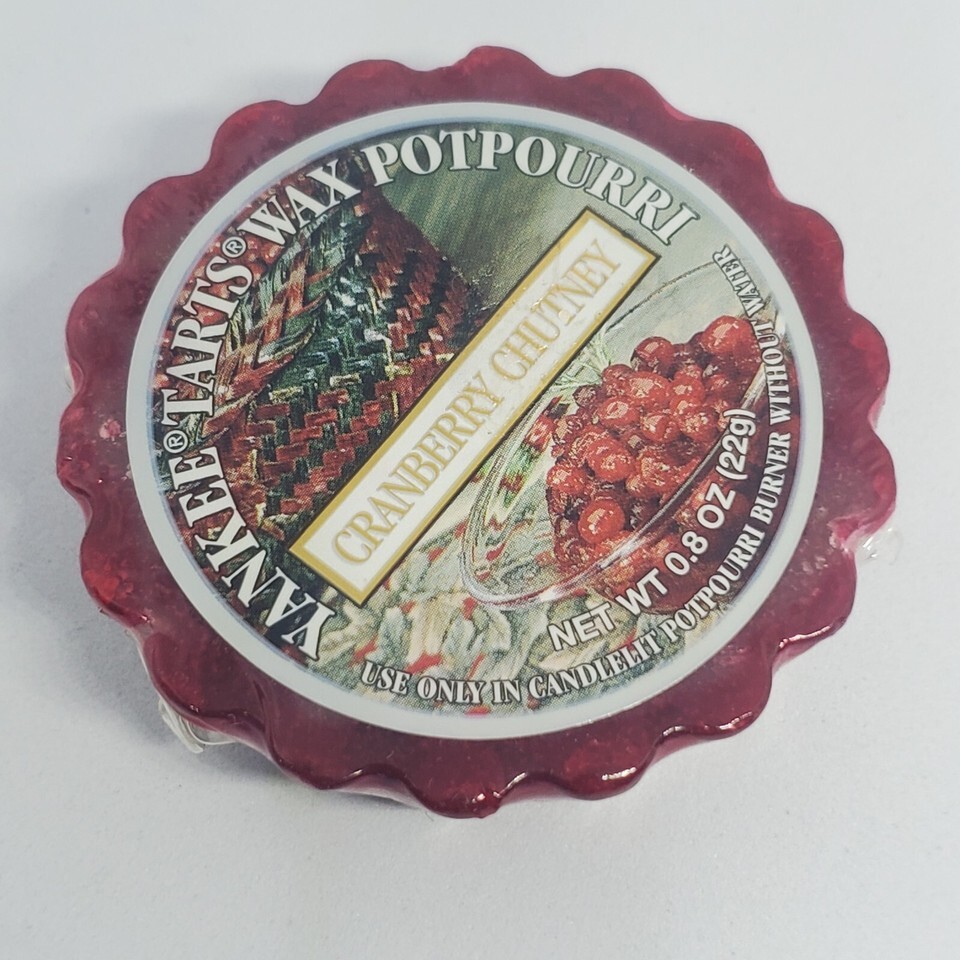 YANKEE® TARTS® WAX POTPOURRI
CRANBERRY CHUTNEY
NET WT 0.8 OZ (22g)
USE ONLY IN CANDLELIT POTPOURRI BURNER WITHOUT WATER